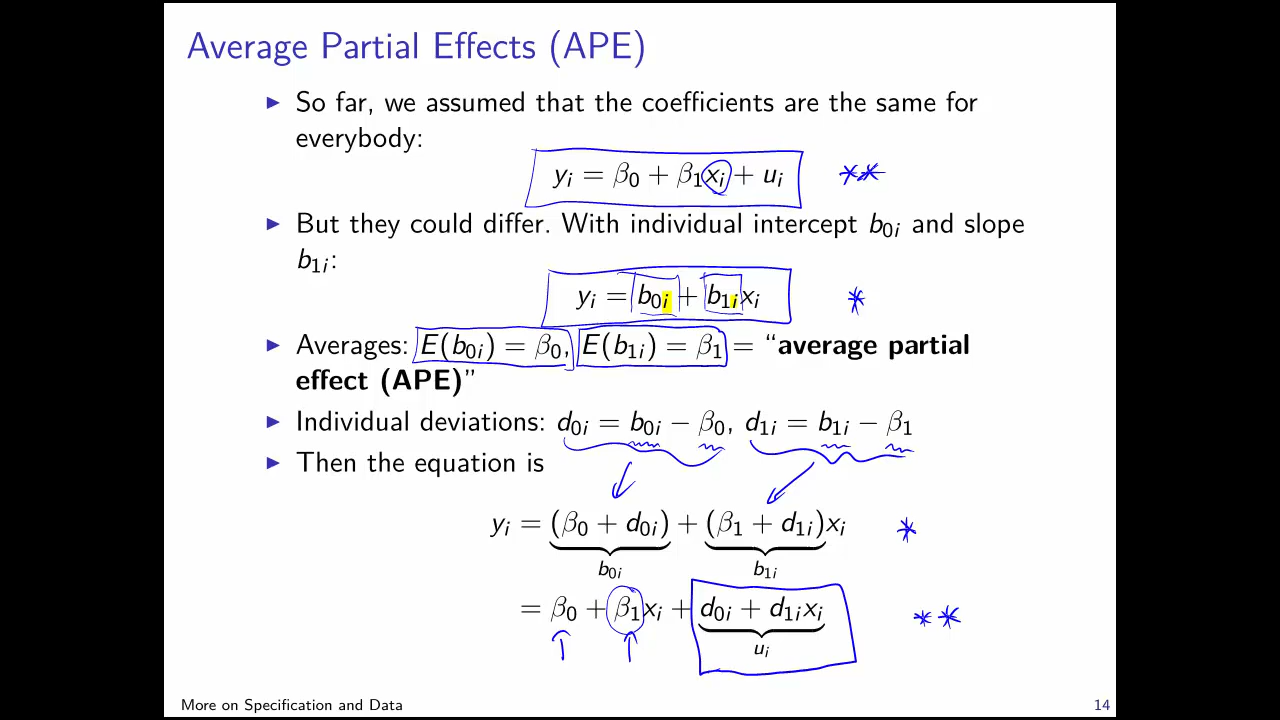 Average Partial Effects (APE)
▶ So far, we assumed that the coefficients are the same for
everybody:
yᵢ = β₀ + β₁xᵢ + uᵢ **
▶ But they could differ. With individual intercept b₀ᵢ and slope
b₁ᵢ:
yᵢ = b₀ᵢ + b₁ᵢxᵢ *
▶ Averages: E(b₀ᵢ) = β₀, E(b₁ᵢ) = β₁ = “average partial
effect (APE)”
▶ Individual deviations: d₀ᵢ = b₀ᵢ − β₀, d₁ᵢ = b₁ᵢ − β₁
▶ Then the equation is
yᵢ = (β₀ + d₀ᵢ) + (β₁ + d₁ᵢ)xᵢ *
b₀ᵢ b₁ᵢ
= β₀ + β₁xᵢ + d₀ᵢ + d₁ᵢxᵢ **
uᵢ
More on Specification and Data 14